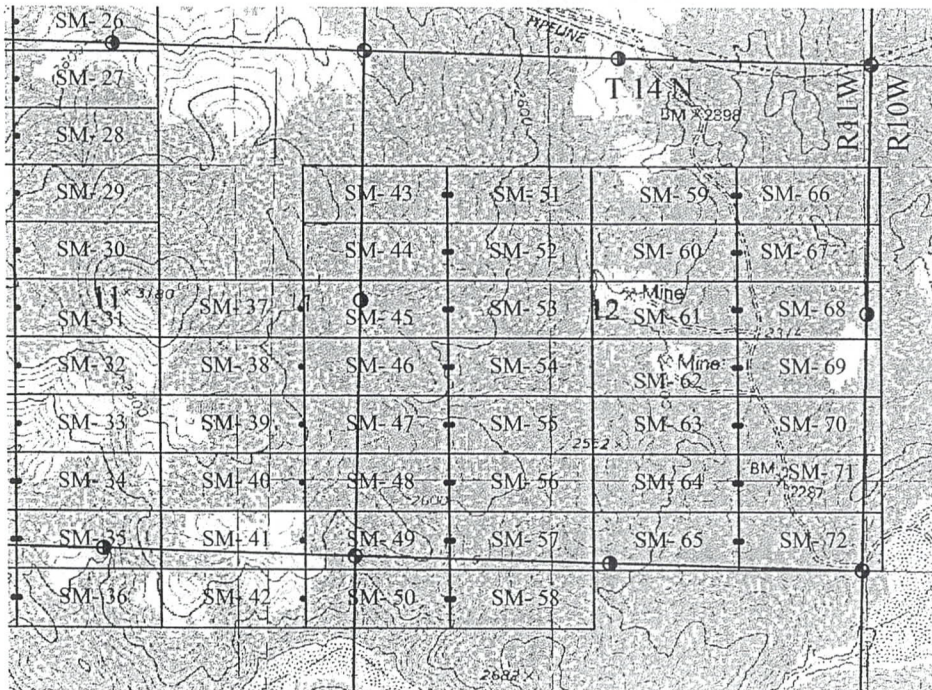 SM- 26
PIPELINE
SM- 27
T 14 N
2600
R11W
R10W
BM × 2398
SM- 28
SM- 29 SM- 43 SM- 51 SM- 59 SM- 66
SM- 30 SM- 44 SM- 52 SM- 60 SM- 67
11 × 3180 SM- 37 12 Mine
SM- 31 SM- 45 SM- 53 SM- 61 SM- 68
SM- 32 SM- 38 SM- 46 SM- 54 Mine SM- 62 SM- 69
SM- 33 SM- 39 SM- 47 SM- 55 SM- 63 SM- 70
2552 ×
SM- 34 SM- 40 SM- 48 SM- 56 SM- 64 BM SM- 71
2600 × 2287
SM- 35 SM- 41 SM- 49 SM- 57 SM- 65 SM- 72
SM- 36 SM- 42 SM- 50 SM- 58
2682 ×